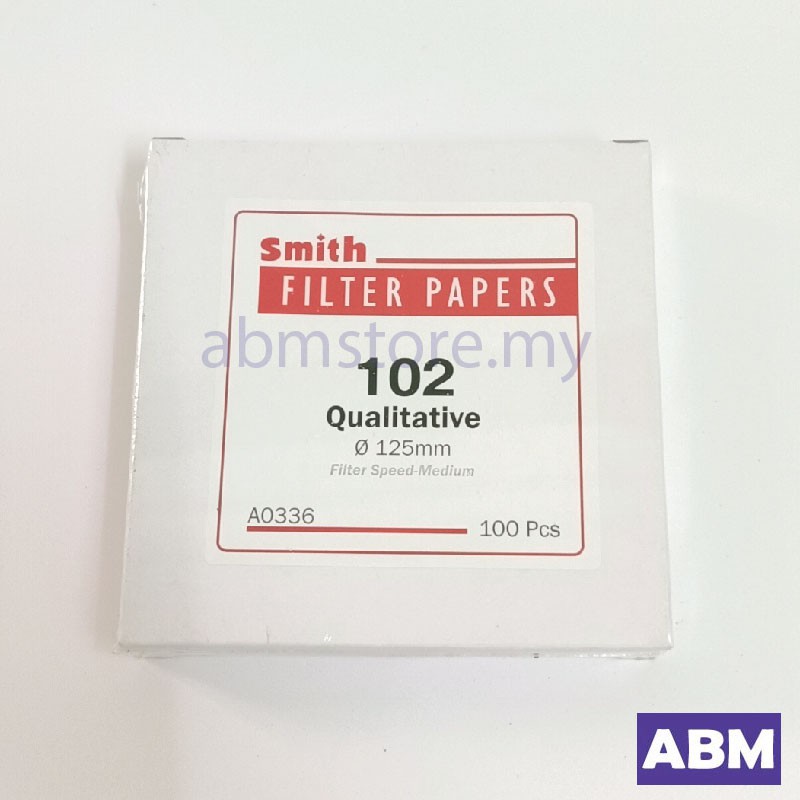 Smith
FILTER PAPERS
abmstore.my
102
Qualitative
Ø 125mm
Filter Speed-Medium
A0336
100 Pcs
ABM